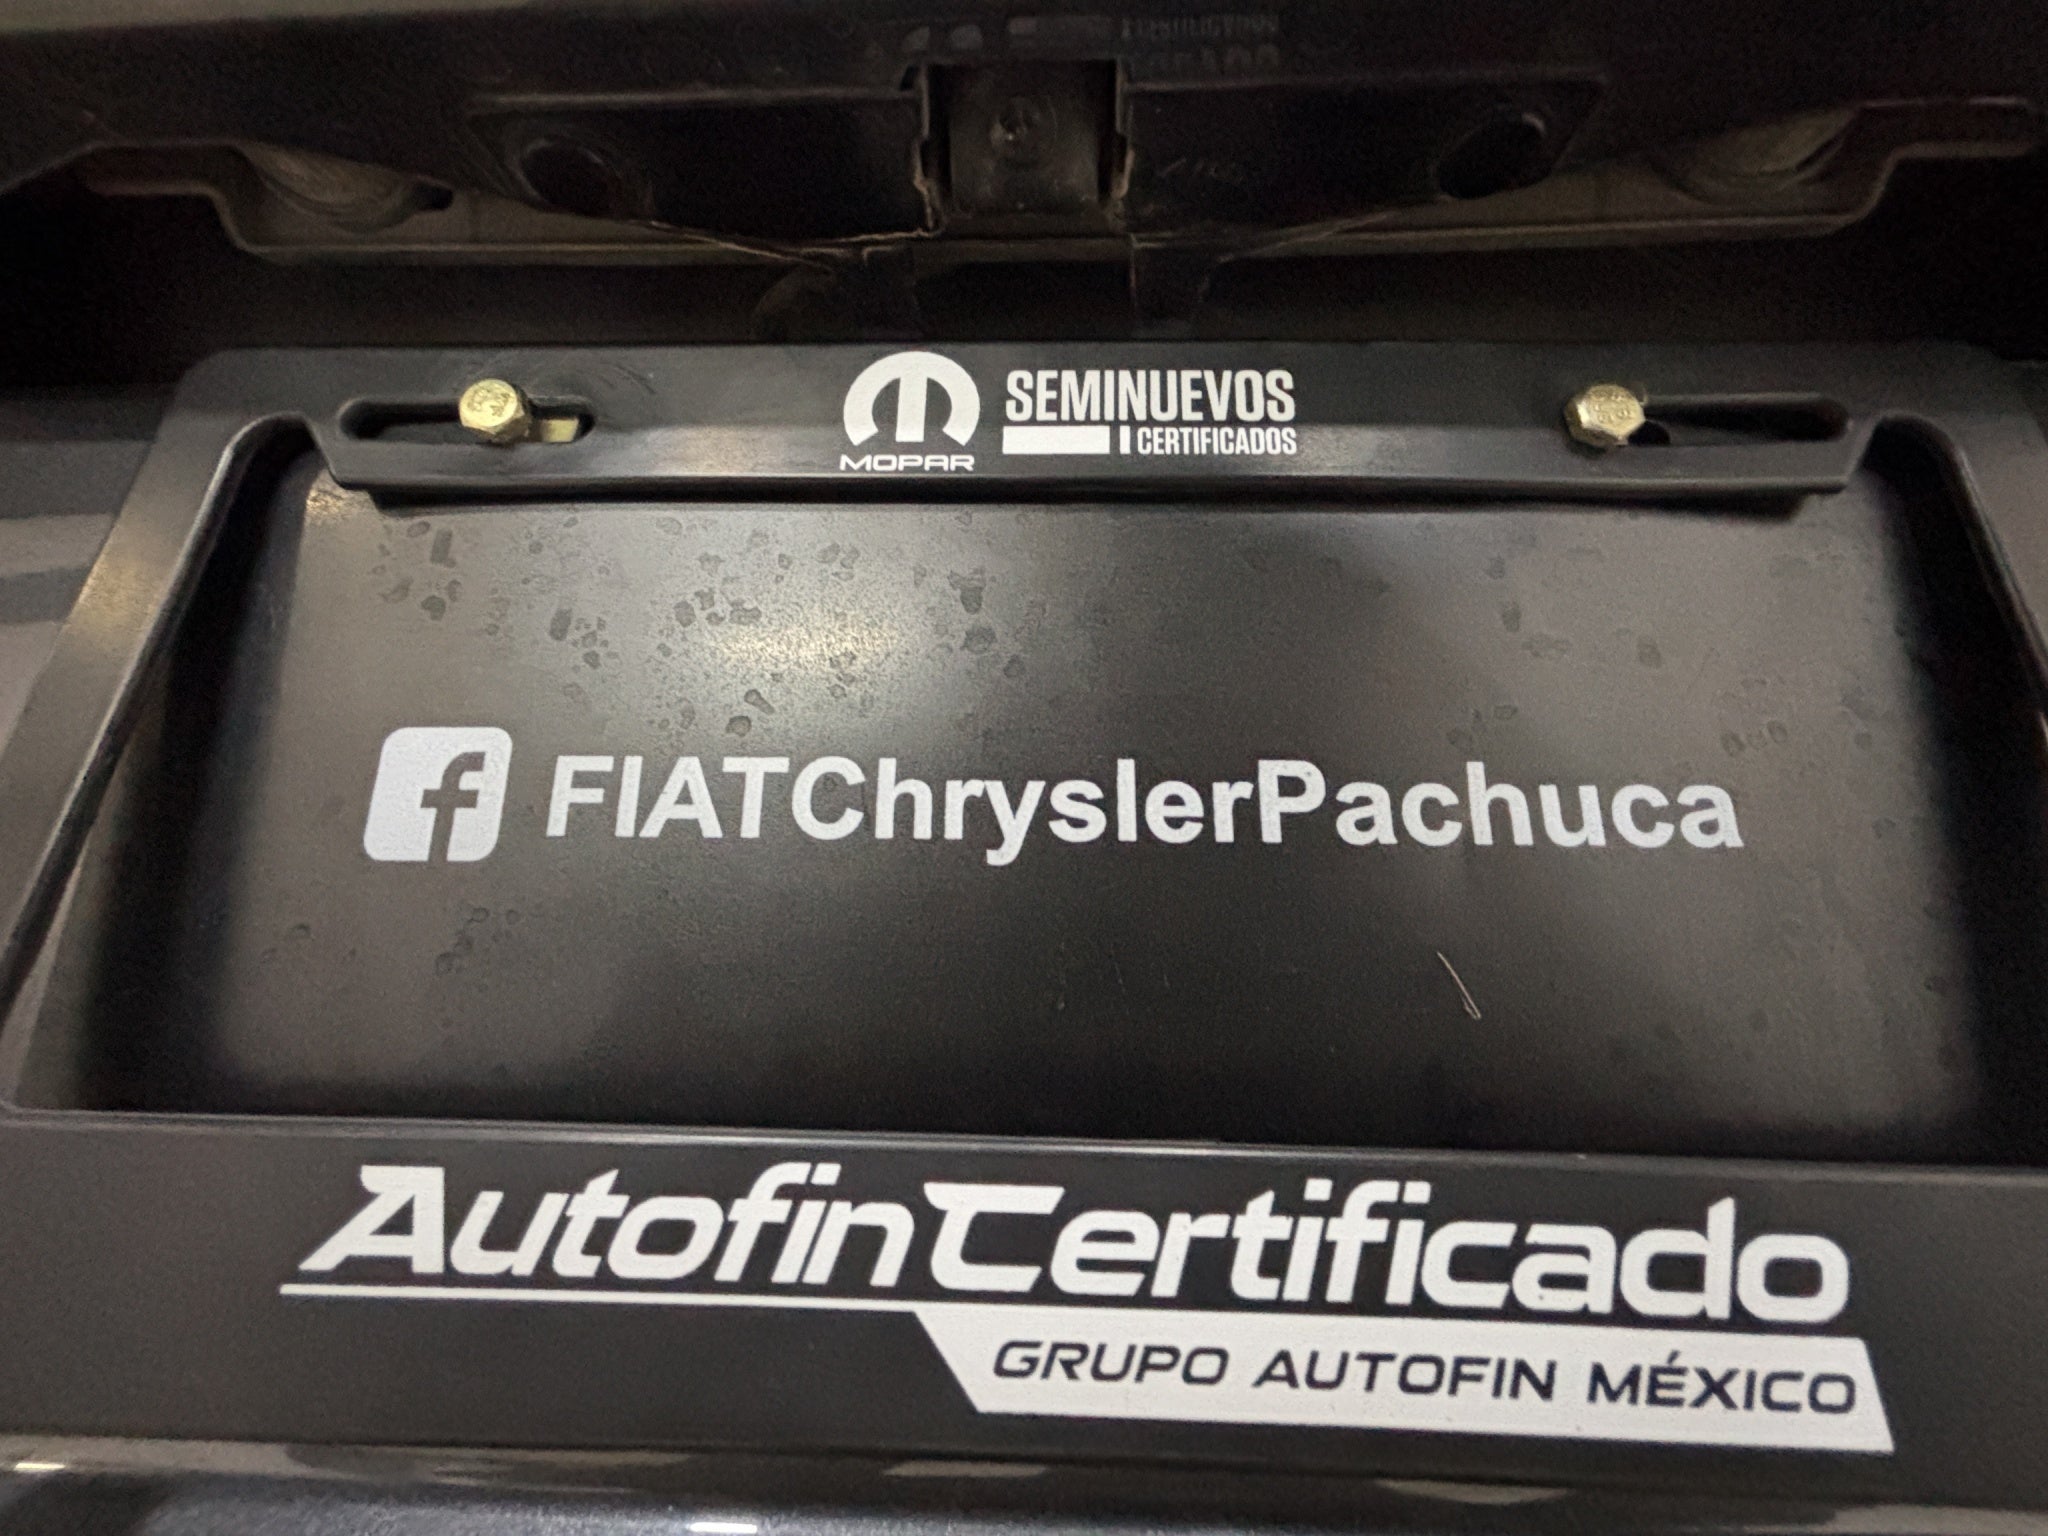 MOPAR
SEMINUEVOS
CERTIFICADOS
FIATChryslerPachuca
AutofinCertificado
GRUPO AUTOFIN MÉXICO